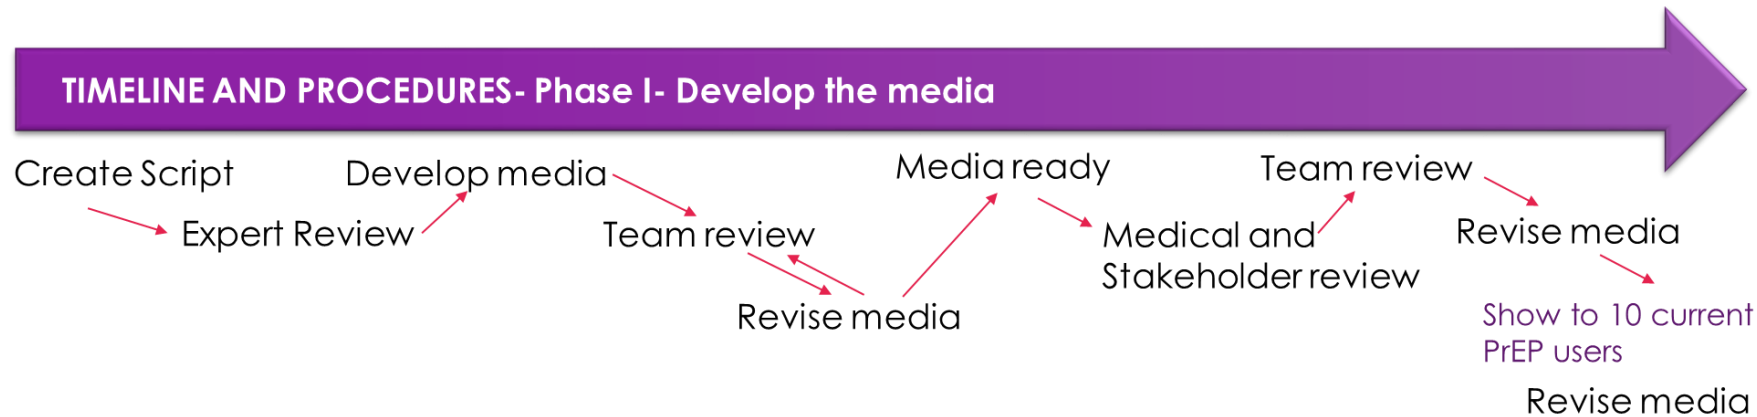 TIMELINE AND PROCEDURES- Phase I- Develop the media
Create Script
Expert Review
Develop media
Team review
Revise media
Media ready
Medical and
Stakeholder review
Team review
Revise media
Show to 10 current
PrEP users
Revise media